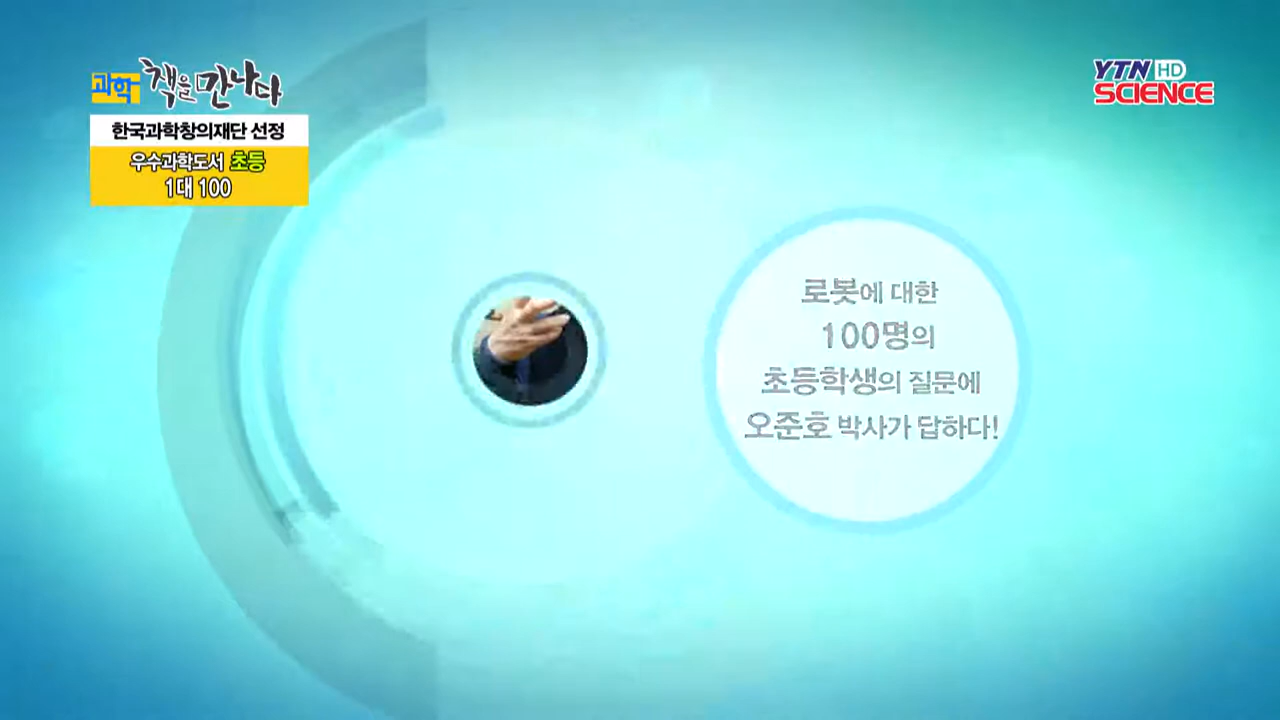 과학 책을 만나다
한국과학창의재단 선정
우수과학도서 초등
1대 100
YTN HD
SCIENCE
로봇에 대한
100명의
초등학생의 질문에
오준호 박사가 답하다!